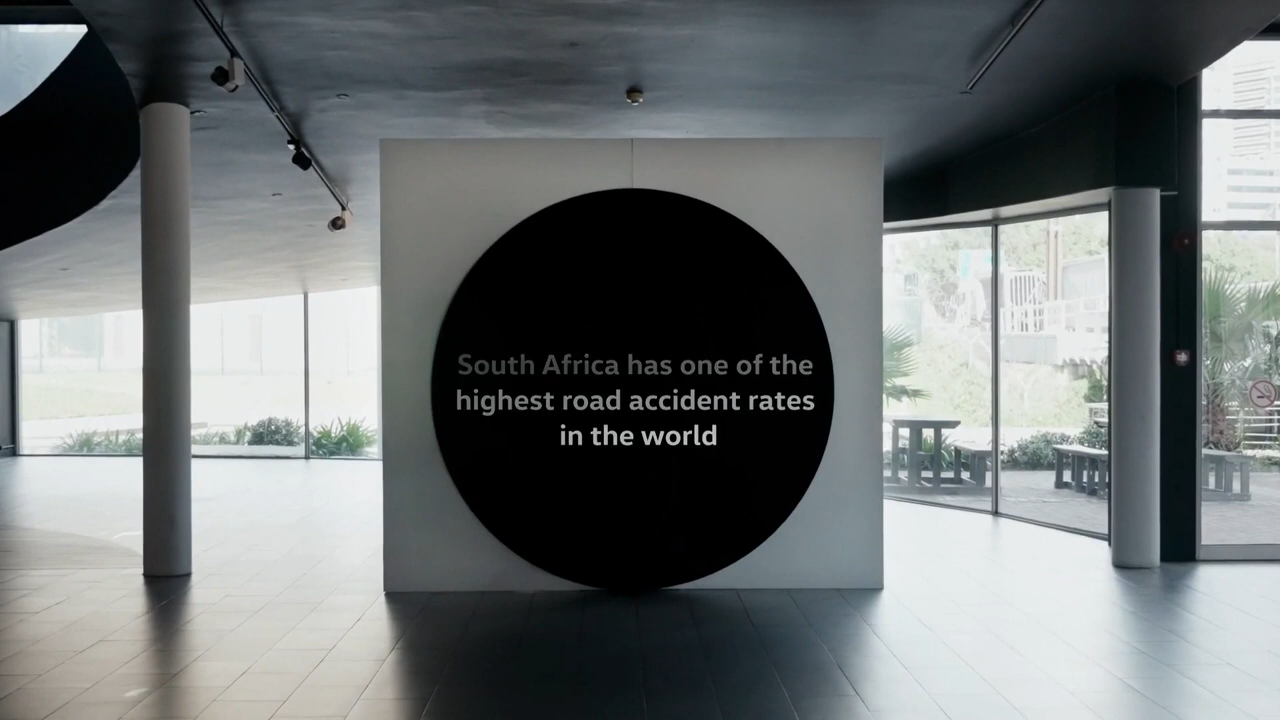 South Africa has one of the
highest road accident rates
in the world